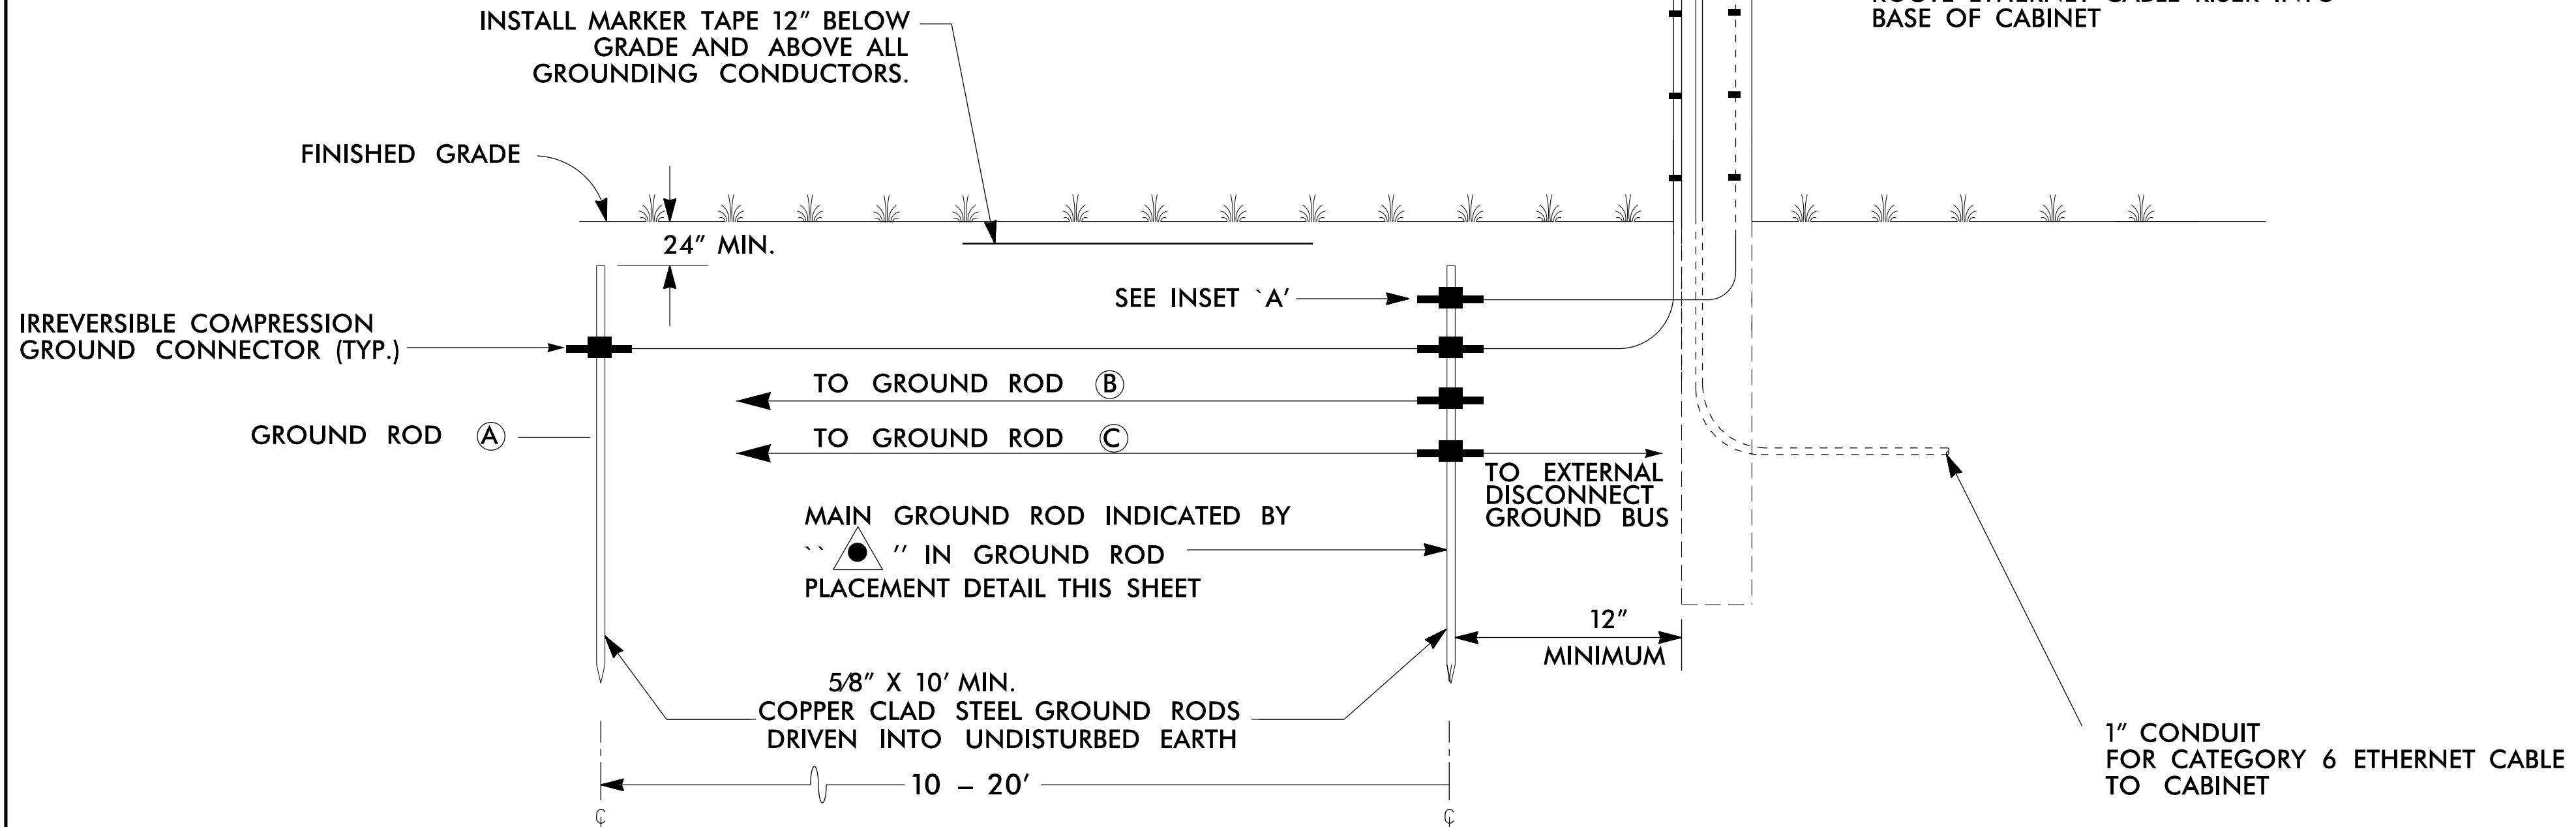 INSTALL MARKER TAPE 12" BELOW
GRADE AND ABOVE ALL
GROUNDING CONDUCTORS.
BASE OF CABINET
FINISHED GRADE
24" MIN.
SEE INSET `A'
IRREVERSIBLE COMPRESSION
GROUND CONNECTOR (TYP.)
TO GROUND ROD B
GROUND ROD A
TO GROUND ROD C
TO EXTERNAL
DISCONNECT
GROUND BUS
MAIN GROUND ROD INDICATED BY
`` '' IN GROUND ROD
PLACEMENT DETAIL THIS SHEET
12"
MINIMUM
5/8" X 10' MIN.
COPPER CLAD STEEL GROUND RODS
DRIVEN INTO UNDISTURBED EARTH
1" CONDUIT
FOR CATEGORY 6 ETHERNET CABLE
TO CABINET
10 – 20'
℄
℄